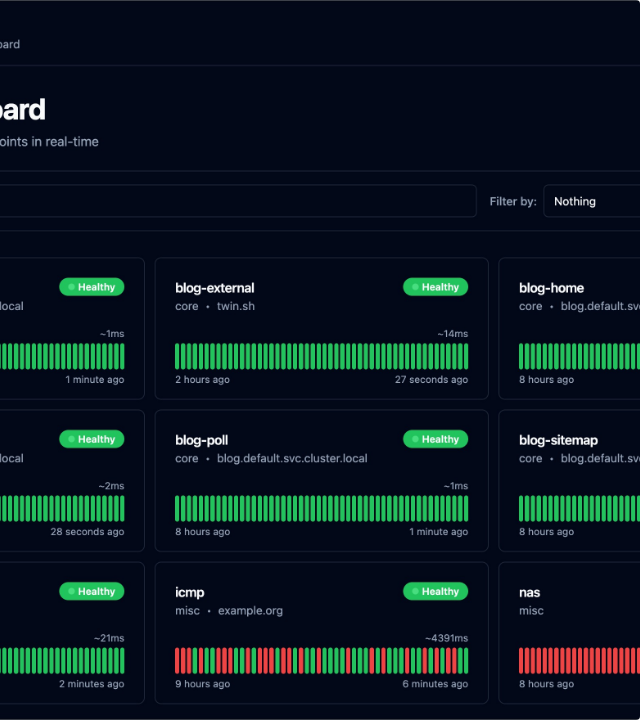 oard
oard
oints in real-time
Filter by: Nothing
Healthy
local
~1ms
1 minute ago
blog-external Healthy
core • twin.sh
~14ms
2 hours ago 27 seconds ago
blog-home
core • blog.default.sv
8 hours ago
Healthy
local
~2ms
28 seconds ago
blog-poll Healthy
core • blog.default.svc.cluster.local
~1ms
8 hours ago 1 minute ago
blog-sitemap
core • blog.default.sv
8 hours ago
Healthy
~21ms
2 minutes ago
icmp Healthy
misc • example.org
~4391ms
9 hours ago 6 minutes ago
nas
misc
8 hours ago